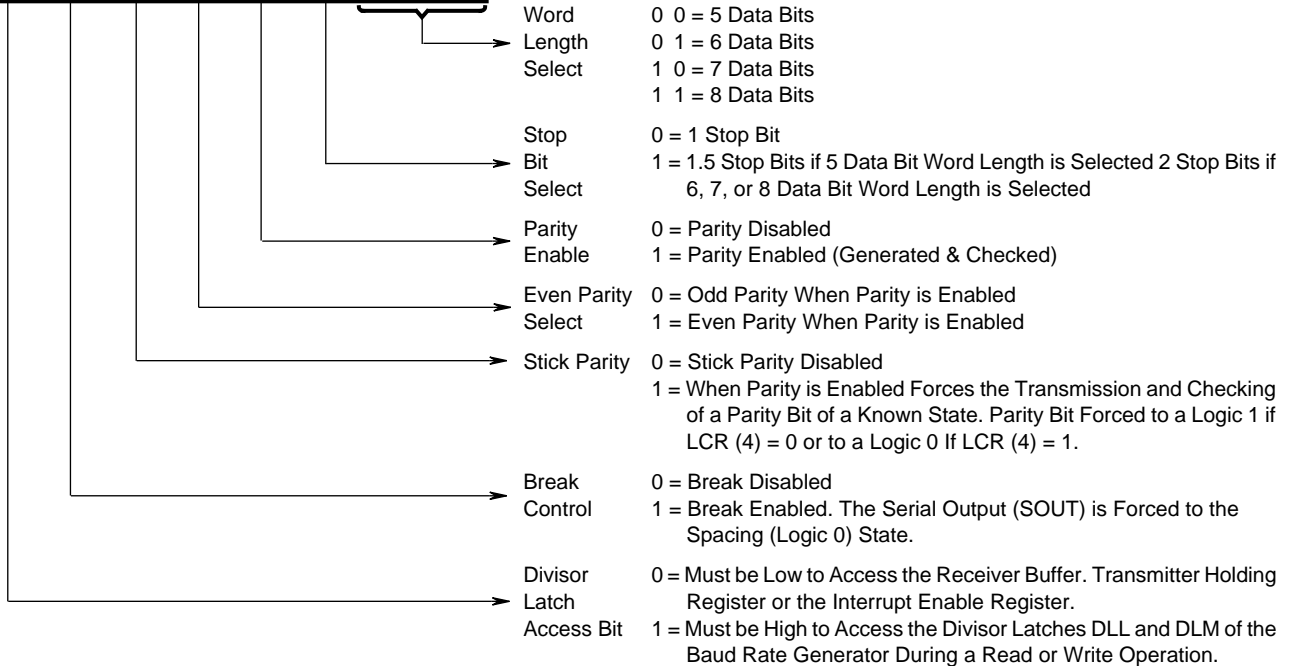 Word 0 0 = 5 Data Bits
Length 0 1 = 6 Data Bits
Select 1 0 = 7 Data Bits
1 1 = 8 Data Bits
Stop 0 = 1 Stop Bit
Bit 1 = 1.5 Stop Bits if 5 Data Bit Word Length is Selected 2 Stop Bits if
Select 6, 7, or 8 Data Bit Word Length is Selected
Parity 0 = Parity Disabled
Enable 1 = Parity Enabled (Generated & Checked)
Even Parity 0 = Odd Parity When Parity is Enabled
Select 1 = Even Parity When Parity is Enabled
Stick Parity 0 = Stick Parity Disabled
1 = When Parity is Enabled Forces the Transmission and Checking
of a Parity Bit of a Known State. Parity Bit Forced to a Logic 1 if
LCR (4) = 0 or to a Logic 0 If LCR (4) = 1.
Break 0 = Break Disabled
Control 1 = Break Enabled. The Serial Output (SOUT) is Forced to the
Spacing (Logic 0) State.
Divisor 0 = Must be Low to Access the Receiver Buffer. Transmitter Holding
Latch Register or the Interrupt Enable Register.
Access Bit 1 = Must be High to Access the Divisor Latches DLL and DLM of the
Baud Rate Generator During a Read or Write Operation.